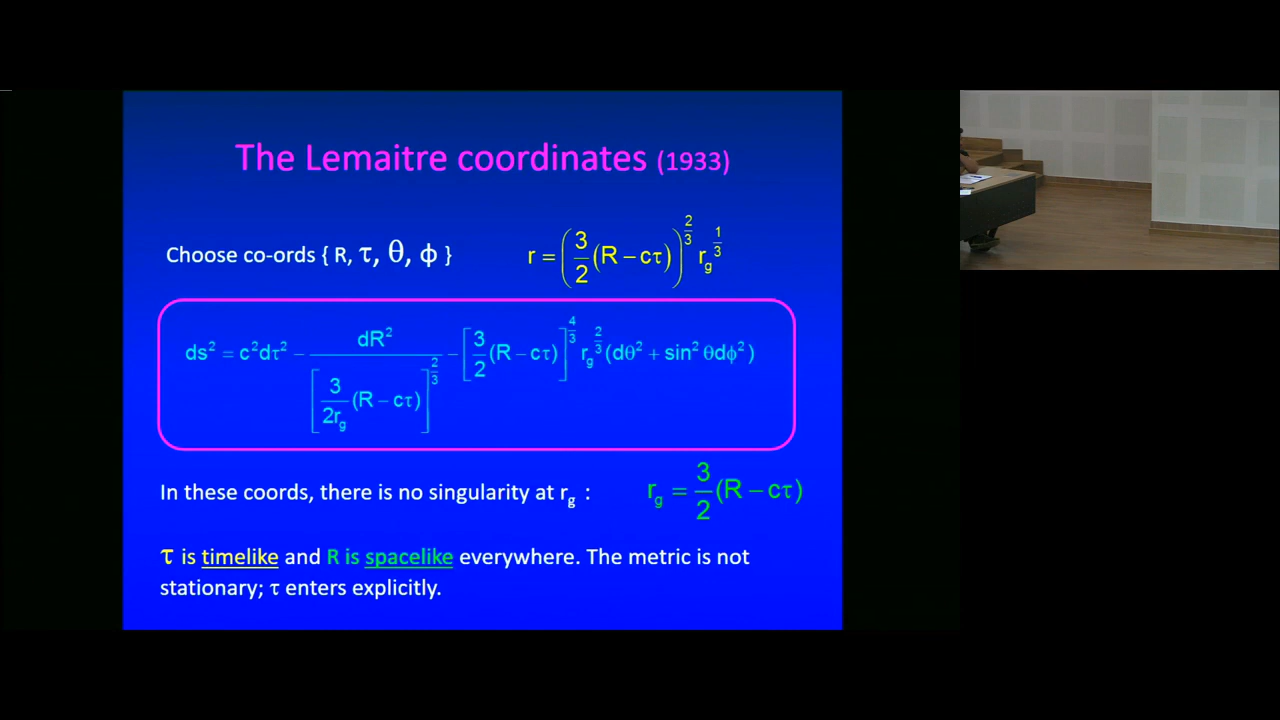 The Lemaitre coordinates (1933)
Choose co-ords { R, τ, θ, ϕ }
r = (3/2 (R − cτ))^(2/3) r_g^(1/3)
ds² = c²dτ² − dR² / [3/(2r_g) (R − cτ)]^(2/3) − [3/2 (R − cτ)]^(4/3) r_g^(2/3) (dθ² + sin² θdϕ²)
In these coords, there is no singularity at r_g :
r_g = 3/2 (R − cτ)
τ is timelike and R is spacelike everywhere. The metric is not
stationary; τ enters explicitly.